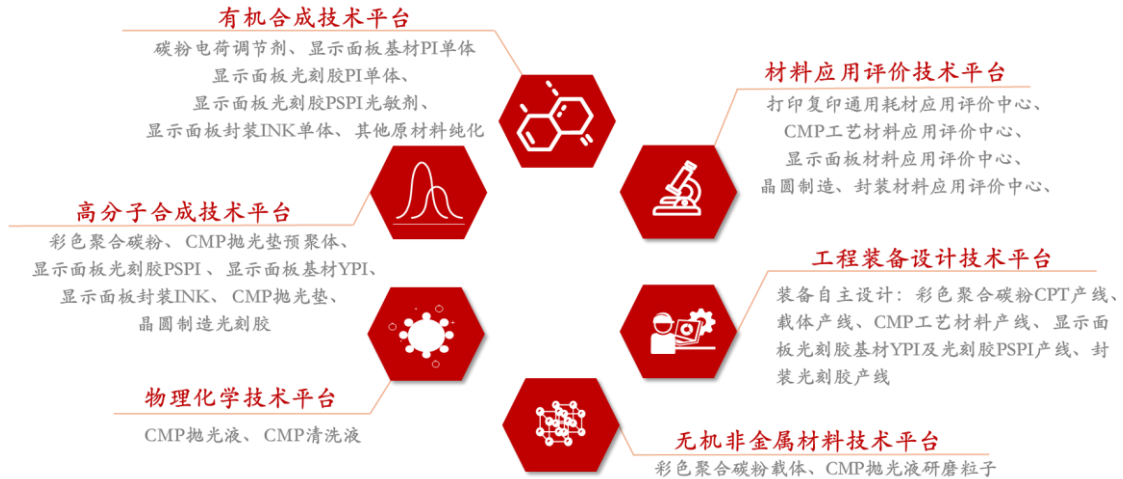 有机合成技术平台
碳粉电荷调节剂、显示面板基材PI单体
显示面板光刻胶PI单体、
显示面板光刻胶PSPI光敏剂、
显示面板封装INK单体、其他原材料纯化
高分子合成技术平台
彩色聚合碳粉、CMP抛光垫预聚体、
显示面板光刻胶PSPI、显示面板基材YPI、
显示面板封装INK、CMP抛光垫、
晶圆制造光刻胶
物理化学技术平台
CMP抛光液、CMP清洗液
材料应用评价技术平台
打印复印通用耗材应用评价中心、
CMP工艺材料应用评价中心、
显示面板材料应用评价中心、
晶圆制造、封装材料应用评价中心、
工程装备设计技术平台
装备自主设计：彩色聚合碳粉CPT产线、
载体产线、CMP工艺材料产线、显示面
板光刻胶基材YPI及光刻胶PSPI产线、封
装光刻胶产线
无机非金属材料技术平台
彩色聚合碳粉载体、CMP抛光液研磨粒子